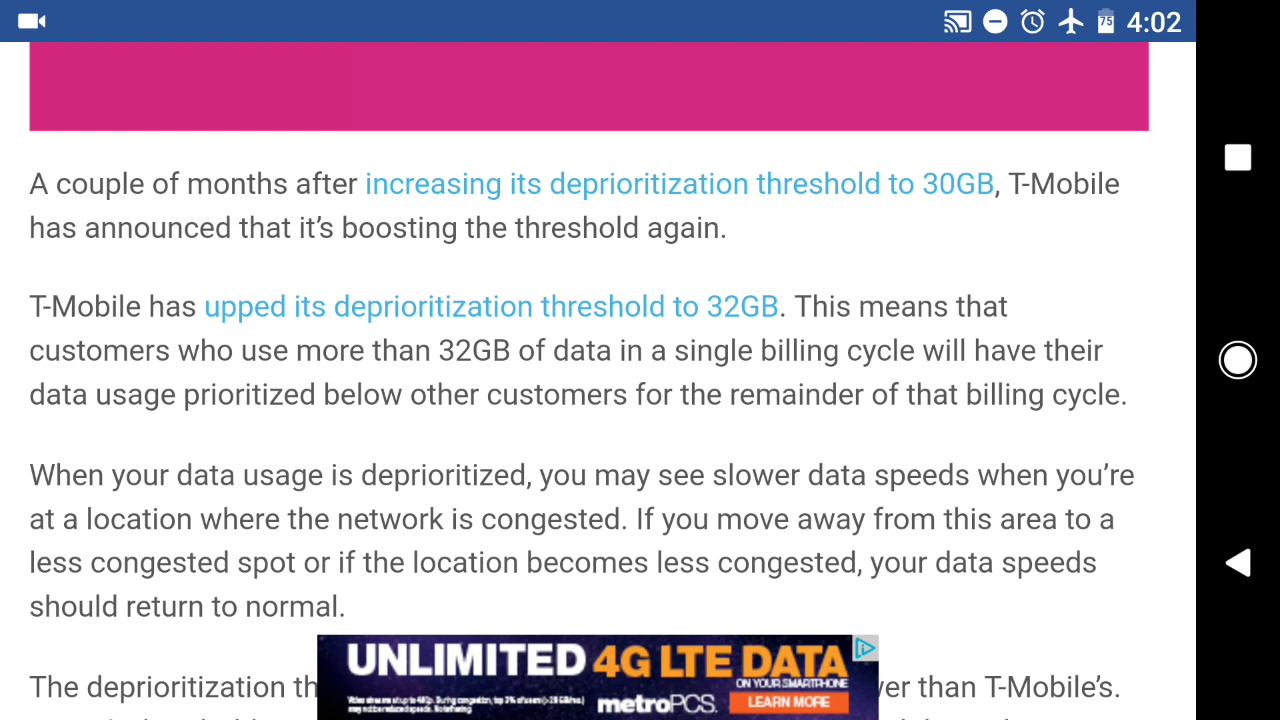 75 4:02
A couple of months after increasing its deprioritization threshold to 30GB, T-Mobile
has announced that it’s boosting the threshold again.
T-Mobile has upped its deprioritization threshold to 32GB. This means that
customers who use more than 32GB of data in a single billing cycle will have their
data usage prioritized below other customers for the remainder of that billing cycle.
When your data usage is deprioritized, you may see slower data speeds when you’re
at a location where the network is congested. If you move away from this area to a
less congested spot or if the location becomes less congested, your data speeds
should return to normal.
UNLIMITED 4G LTE DATA
ON YOUR SMARTPHONE
metroPCS. LEARN MORE
The deprioritization th
ver than T-Mobile’s.